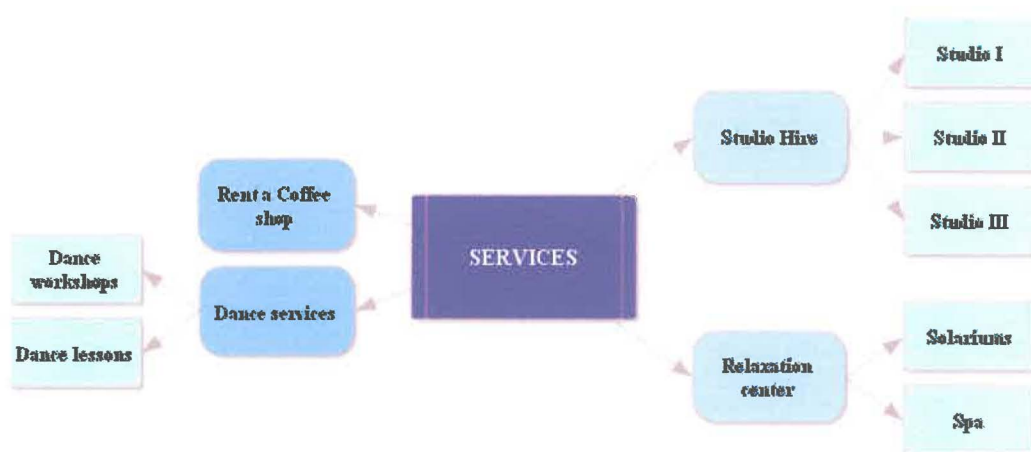 Studio I
Studio Hire
Studio II
Rent a Coffee
shop
Studio III
SERVICES
Dance
workshops
Dance services
Dance lessons
Solariums
Relaxation
center
Spa